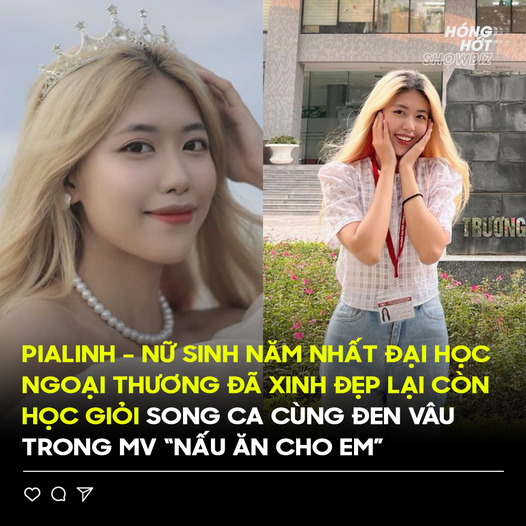 HÓNG
HỚT
SHOWBIZ
TRƯỜNG
PIALINH - NỮ SINH NĂM NHẤT ĐẠI HỌC
NGOẠI THƯƠNG ĐÃ XINH ĐẸP LẠI CÒN
HỌC GIỎI SONG CA CÙNG ĐEN VÂU
TRONG MV “NẤU ĂN CHO EM”